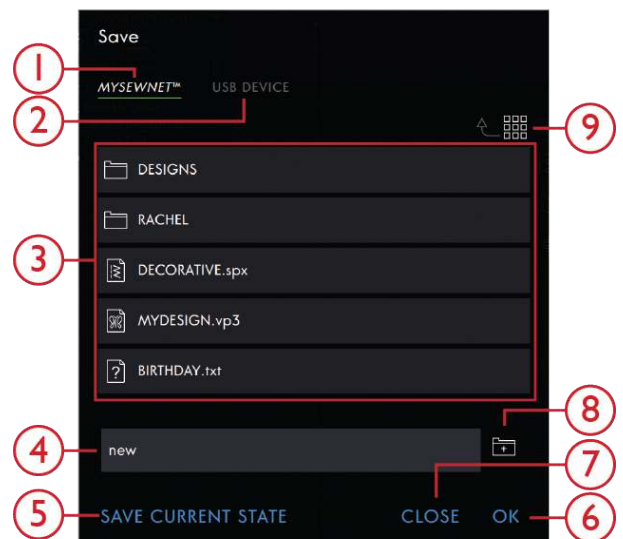 Save
1
MYSEWNET™ USB DEVICE
2
9
DESIGNS
RACHEL
3
DECORATIVE.spx
MYDESIGN.vp3
? BIRTHDAY.txt
8
4
new
7
5
SAVE CURRENT STATE CLOSE OK
6